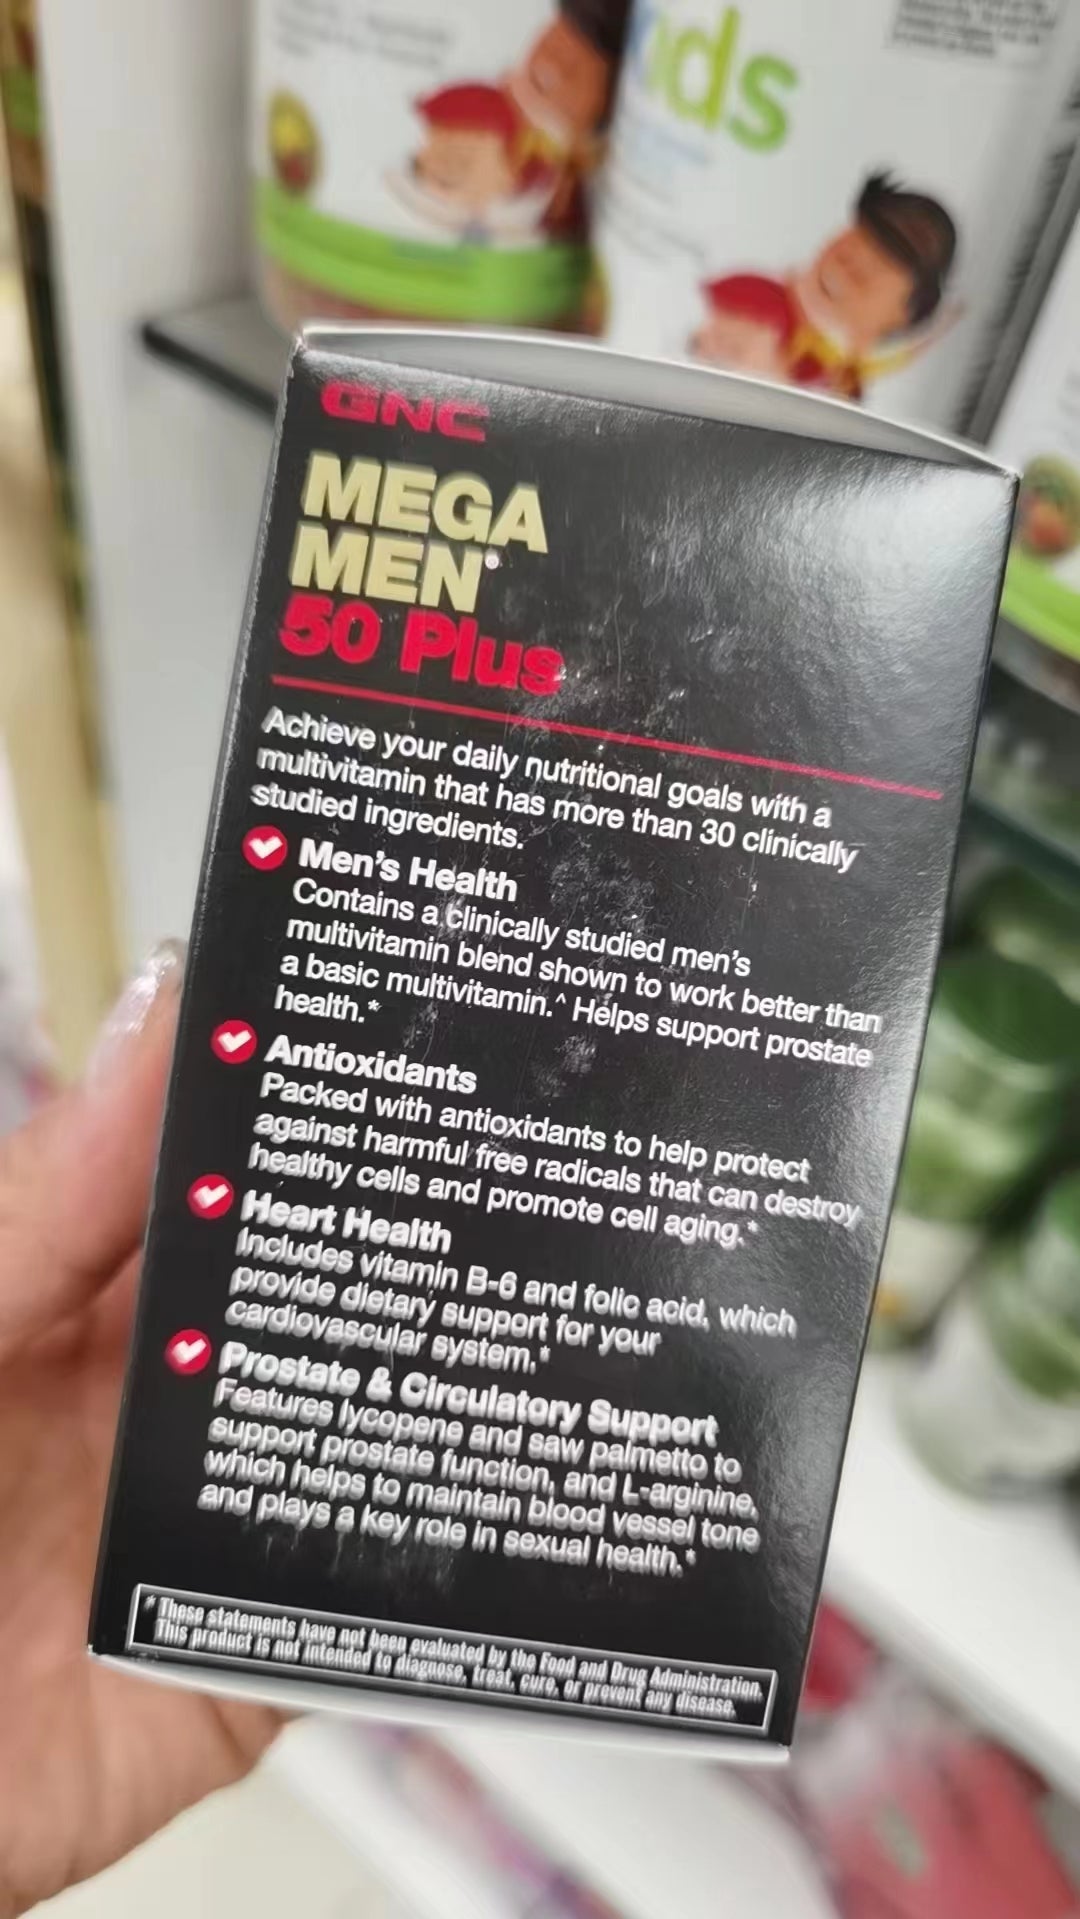 ids
GNC
MEGA
MEN®
50 Plus
Achieve your daily nutritional goals with a
multivitamin that has more than 30 clinically
studied ingredients.
Men's Health
Contains a clinically studied men's
multivitamin blend shown to work better than
a basic multivitamin.^ Helps support prostate
health.*
Antioxidants
Packed with antioxidants to help protect
against harmful free radicals that can destroy
healthy cells and promote cell aging.*
Heart Health
Includes vitamin B-6 and folic acid, which
provide dietary support for your
cardiovascular system.*
Prostate & Circulatory Support
Features lycopene and saw palmetto to
support prostate function, and L-arginine,
which helps to maintain blood vessel tone
and plays a key role in sexual health.*
* These statements have not been evaluated by the Food and Drug Administration.
This product is not intended to diagnose, treat, cure, or prevent any disease.